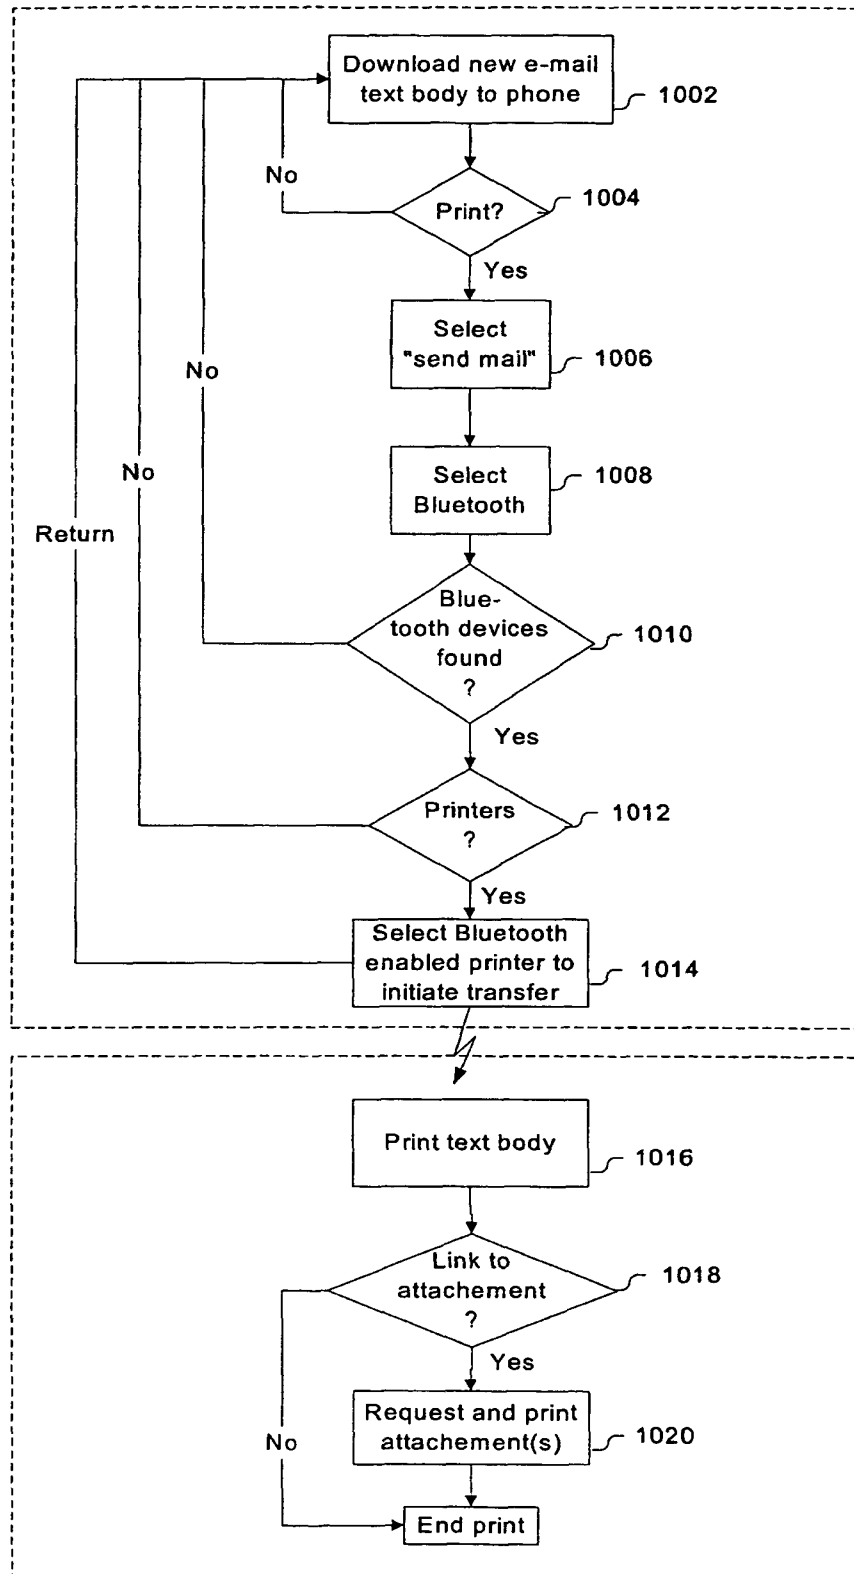 Download new e-mail
text body to phone
1002
No
Print?
1004
Yes
Select
"send mail"
1006
No
Select
Bluetooth
1008
No
Return
Blue-
tooth devices
found
?
1010
Yes
Printers
?
1012
Yes
Select Bluetooth
enabled printer to
initiate transfer
1014
Print text body
1016
Link to
attachement
?
1018
Yes
Request and print
attachement(s)
1020
No
End print